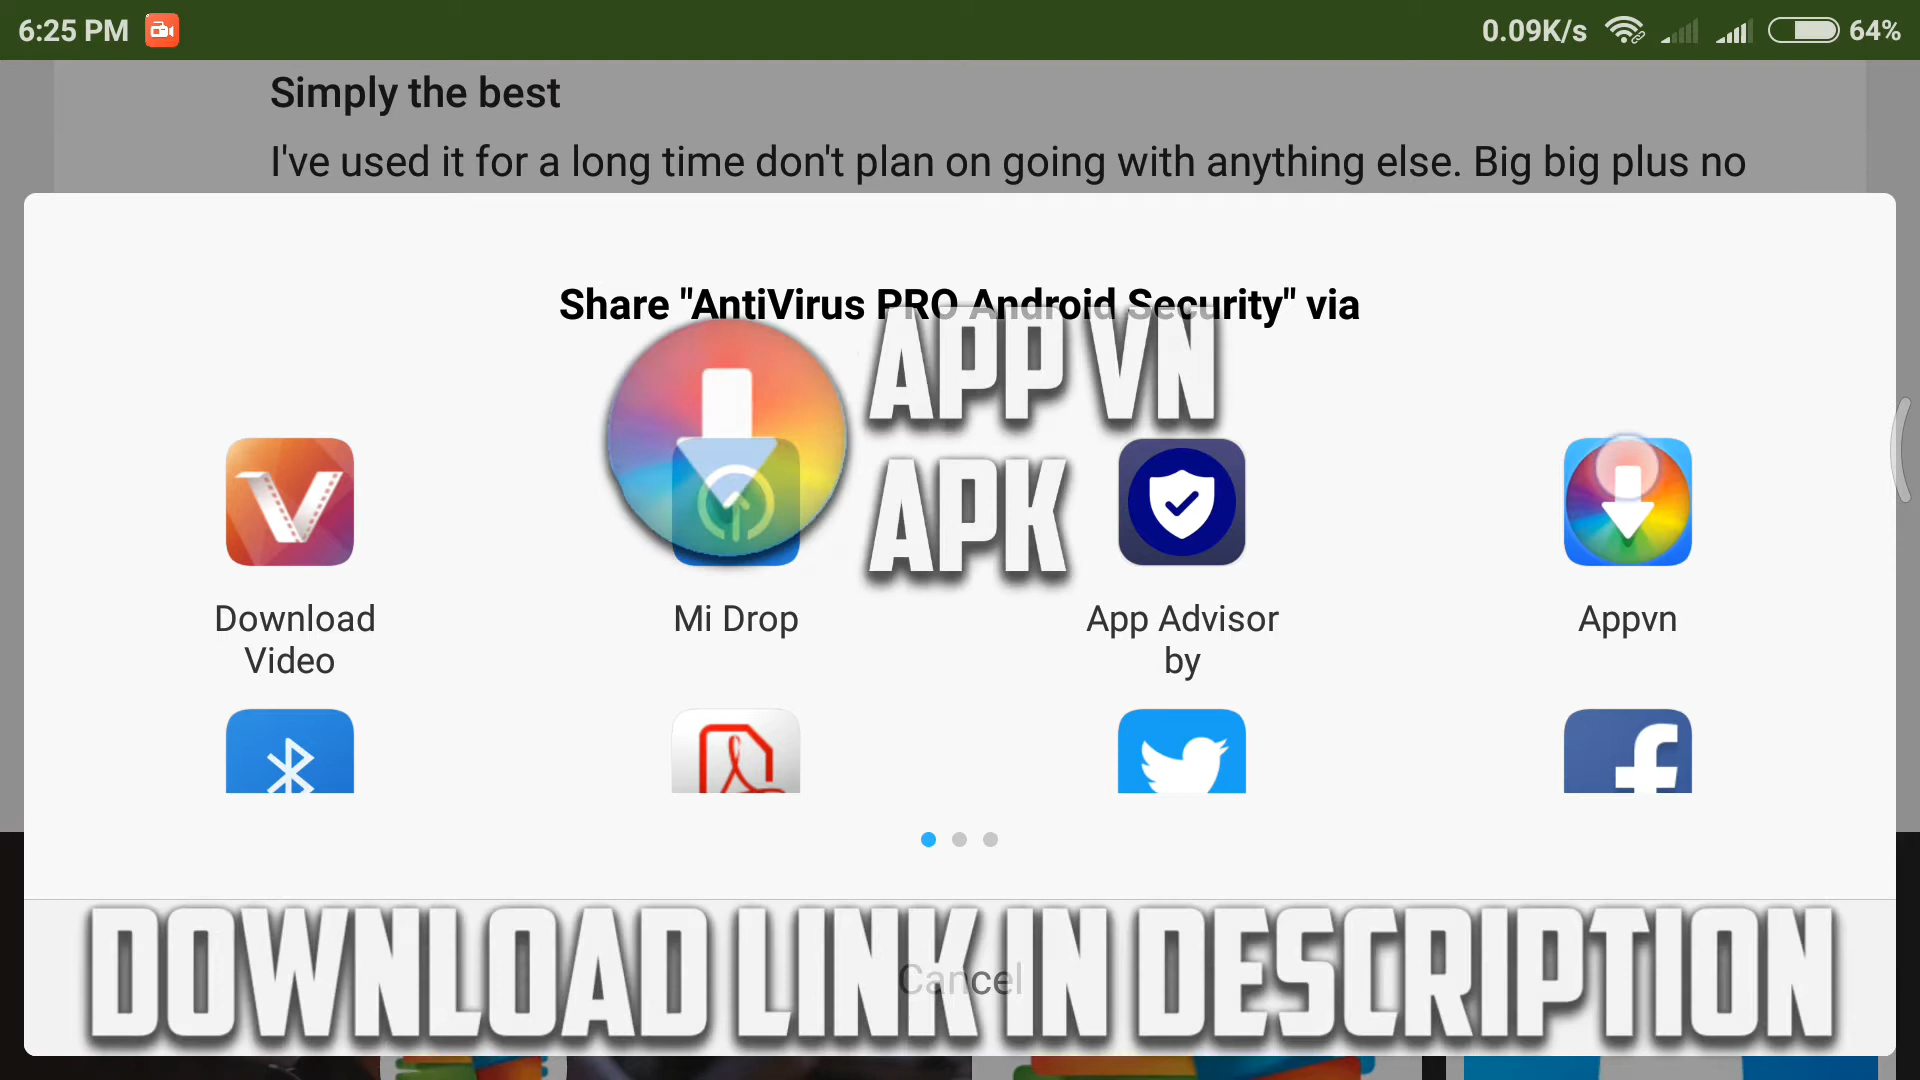 6:25 PM
0.09K/s
64%
Simply the best
I've used it for a long time don't plan on going with anything else. Big big plus no
Share "AntiVirus PRO Android Security" via
APP VN
APK
Download
Video
Mi Drop
App Advisor
by
Appvn
Cancel
DOWNLOAD LINK IN DESCRIPTION